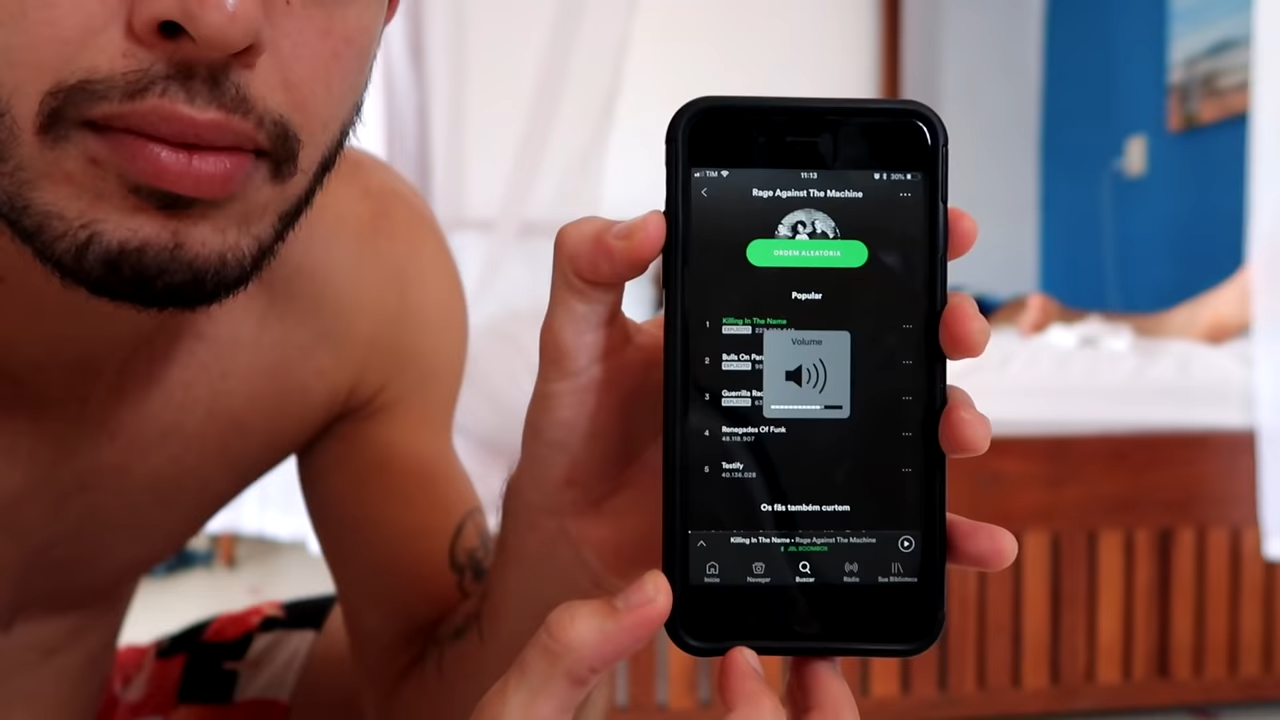 TIM 11:13 30%
Rage Against The Machine
ORDEM ALEATÓRIA
Popular
1 Killing In The Name
EXPLÍCITO
Volume
2 Bulls On
EXPLÍCITO
3 Guerrilla
EXPLÍCITO
4 Renegades Of Funk
48.118.907
5 Testify
40.136.028
Os fãs também curtem
Killing In The Name • Rage Against The Machine
JBL BOOMBOX
Início Navegar Buscar Rádio Sua Biblioteca